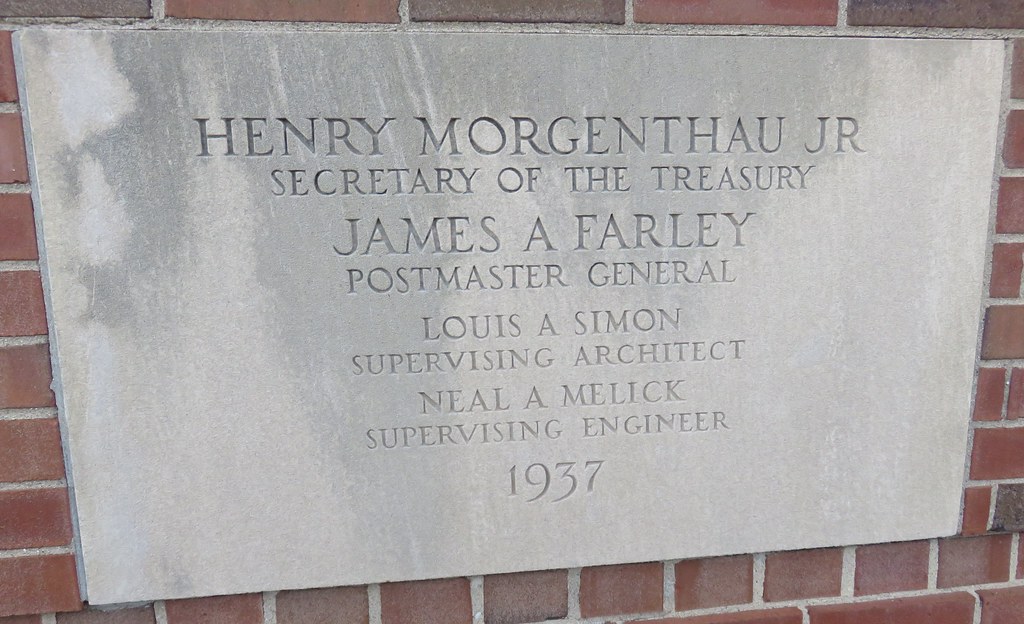 HENRY MORGENTHAU JR
SECRETARY OF THE TREASURY
JAMES A FARLEY
POSTMASTER GENERAL
LOUIS A SIMON
SUPERVISING ARCHITECT
NEAL A MELICK
SUPERVISING ENGINEER
1937